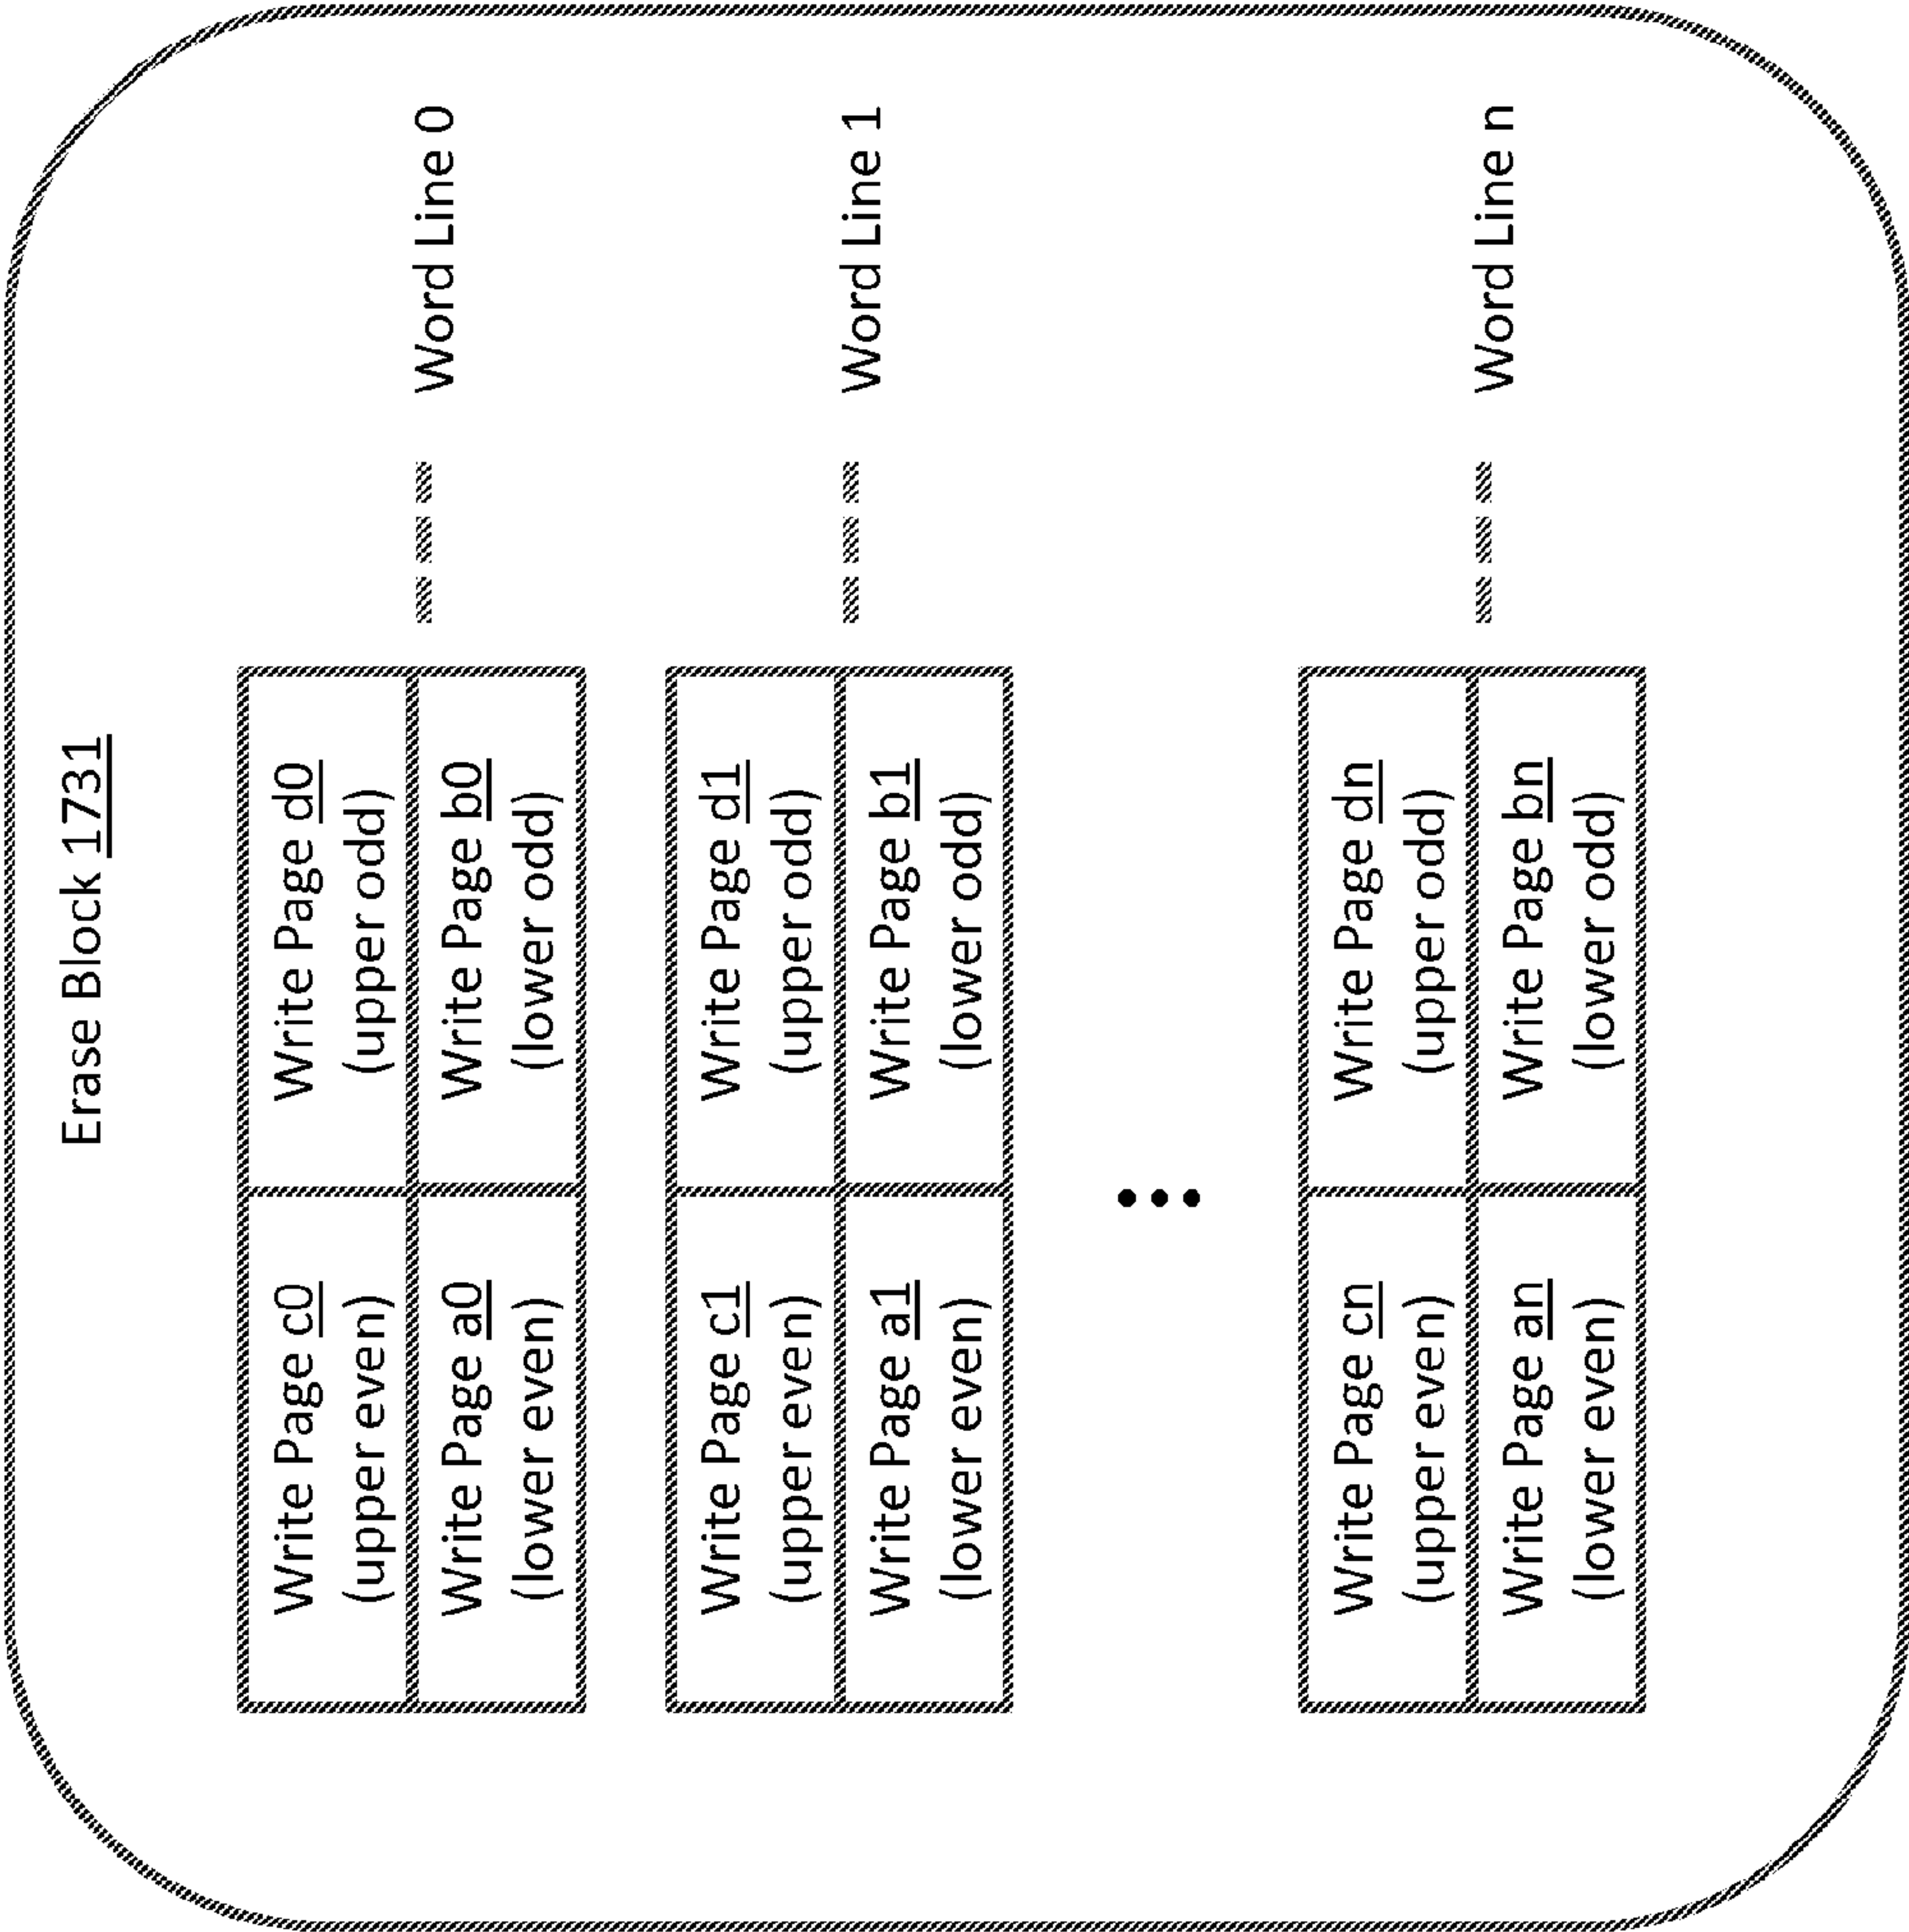 Erase Block 1731
Write Page c0
(upper even)
Write Page d0
(upper odd)
Write Page a0
(lower even)
Write Page b0
(lower odd)
Word Line 0
Write Page c1
(upper even)
Write Page d1
(upper odd)
Write Page a1
(lower even)
Write Page b1
(lower odd)
Word Line 1
Write Page cn
(upper even)
Write Page dn
(upper odd)
Write Page an
(lower even)
Write Page bn
(lower odd)
Word Line n